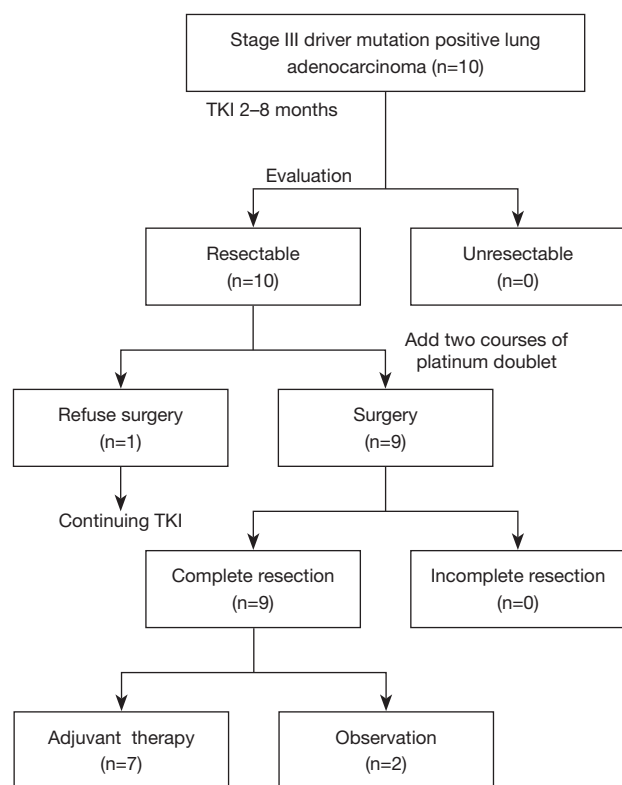 Stage III driver mutation positive lung
adenocarcinoma (n=10)
TKI 2–8 months
Evaluation
Resectable
(n=10)
Unresectable
(n=0)
Add two courses of
platinum doublet
Refuse surgery
(n=1)
Surgery
(n=9)
Continuing TKI
Complete resection
(n=9)
Incomplete resection
(n=0)
Adjuvant therapy
(n=7)
Observation
(n=2)